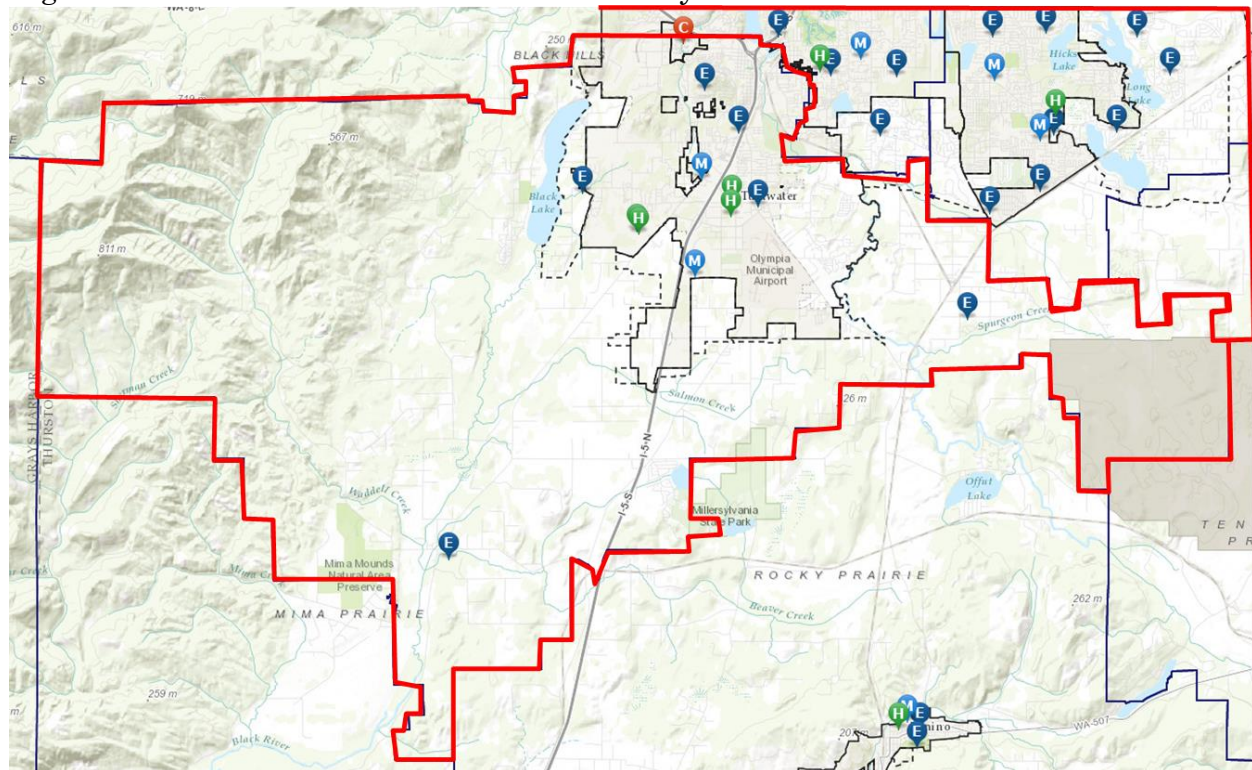 616 m
BLACK HILLS
250
719 m
567 m
811 m
Hicks
Lake
Long
Lake
Black
Lake
Tumwater
Olympia
Municipal
Airport
Spurgeon Creek
GRAYS HARBOR
THURSTON
Salmon Creek
26 m
I-5-N
I-5-S
Waddell Creek
Offut
Lake
Millersylvania
State Park
TEN
PR
Mima Mounds
Natural Area
Preserve
MIMA PRAIRIE
ROCKY PRAIRIE
Beaver Creek
262 m
259 m
Black River
WA-507
C
E
E
E
E
E
M
M
H
E
E
E
E
H
E
M
E
E
E
E
M
E
H
H
E
E
E
H
M
E
E
H
M
E
E